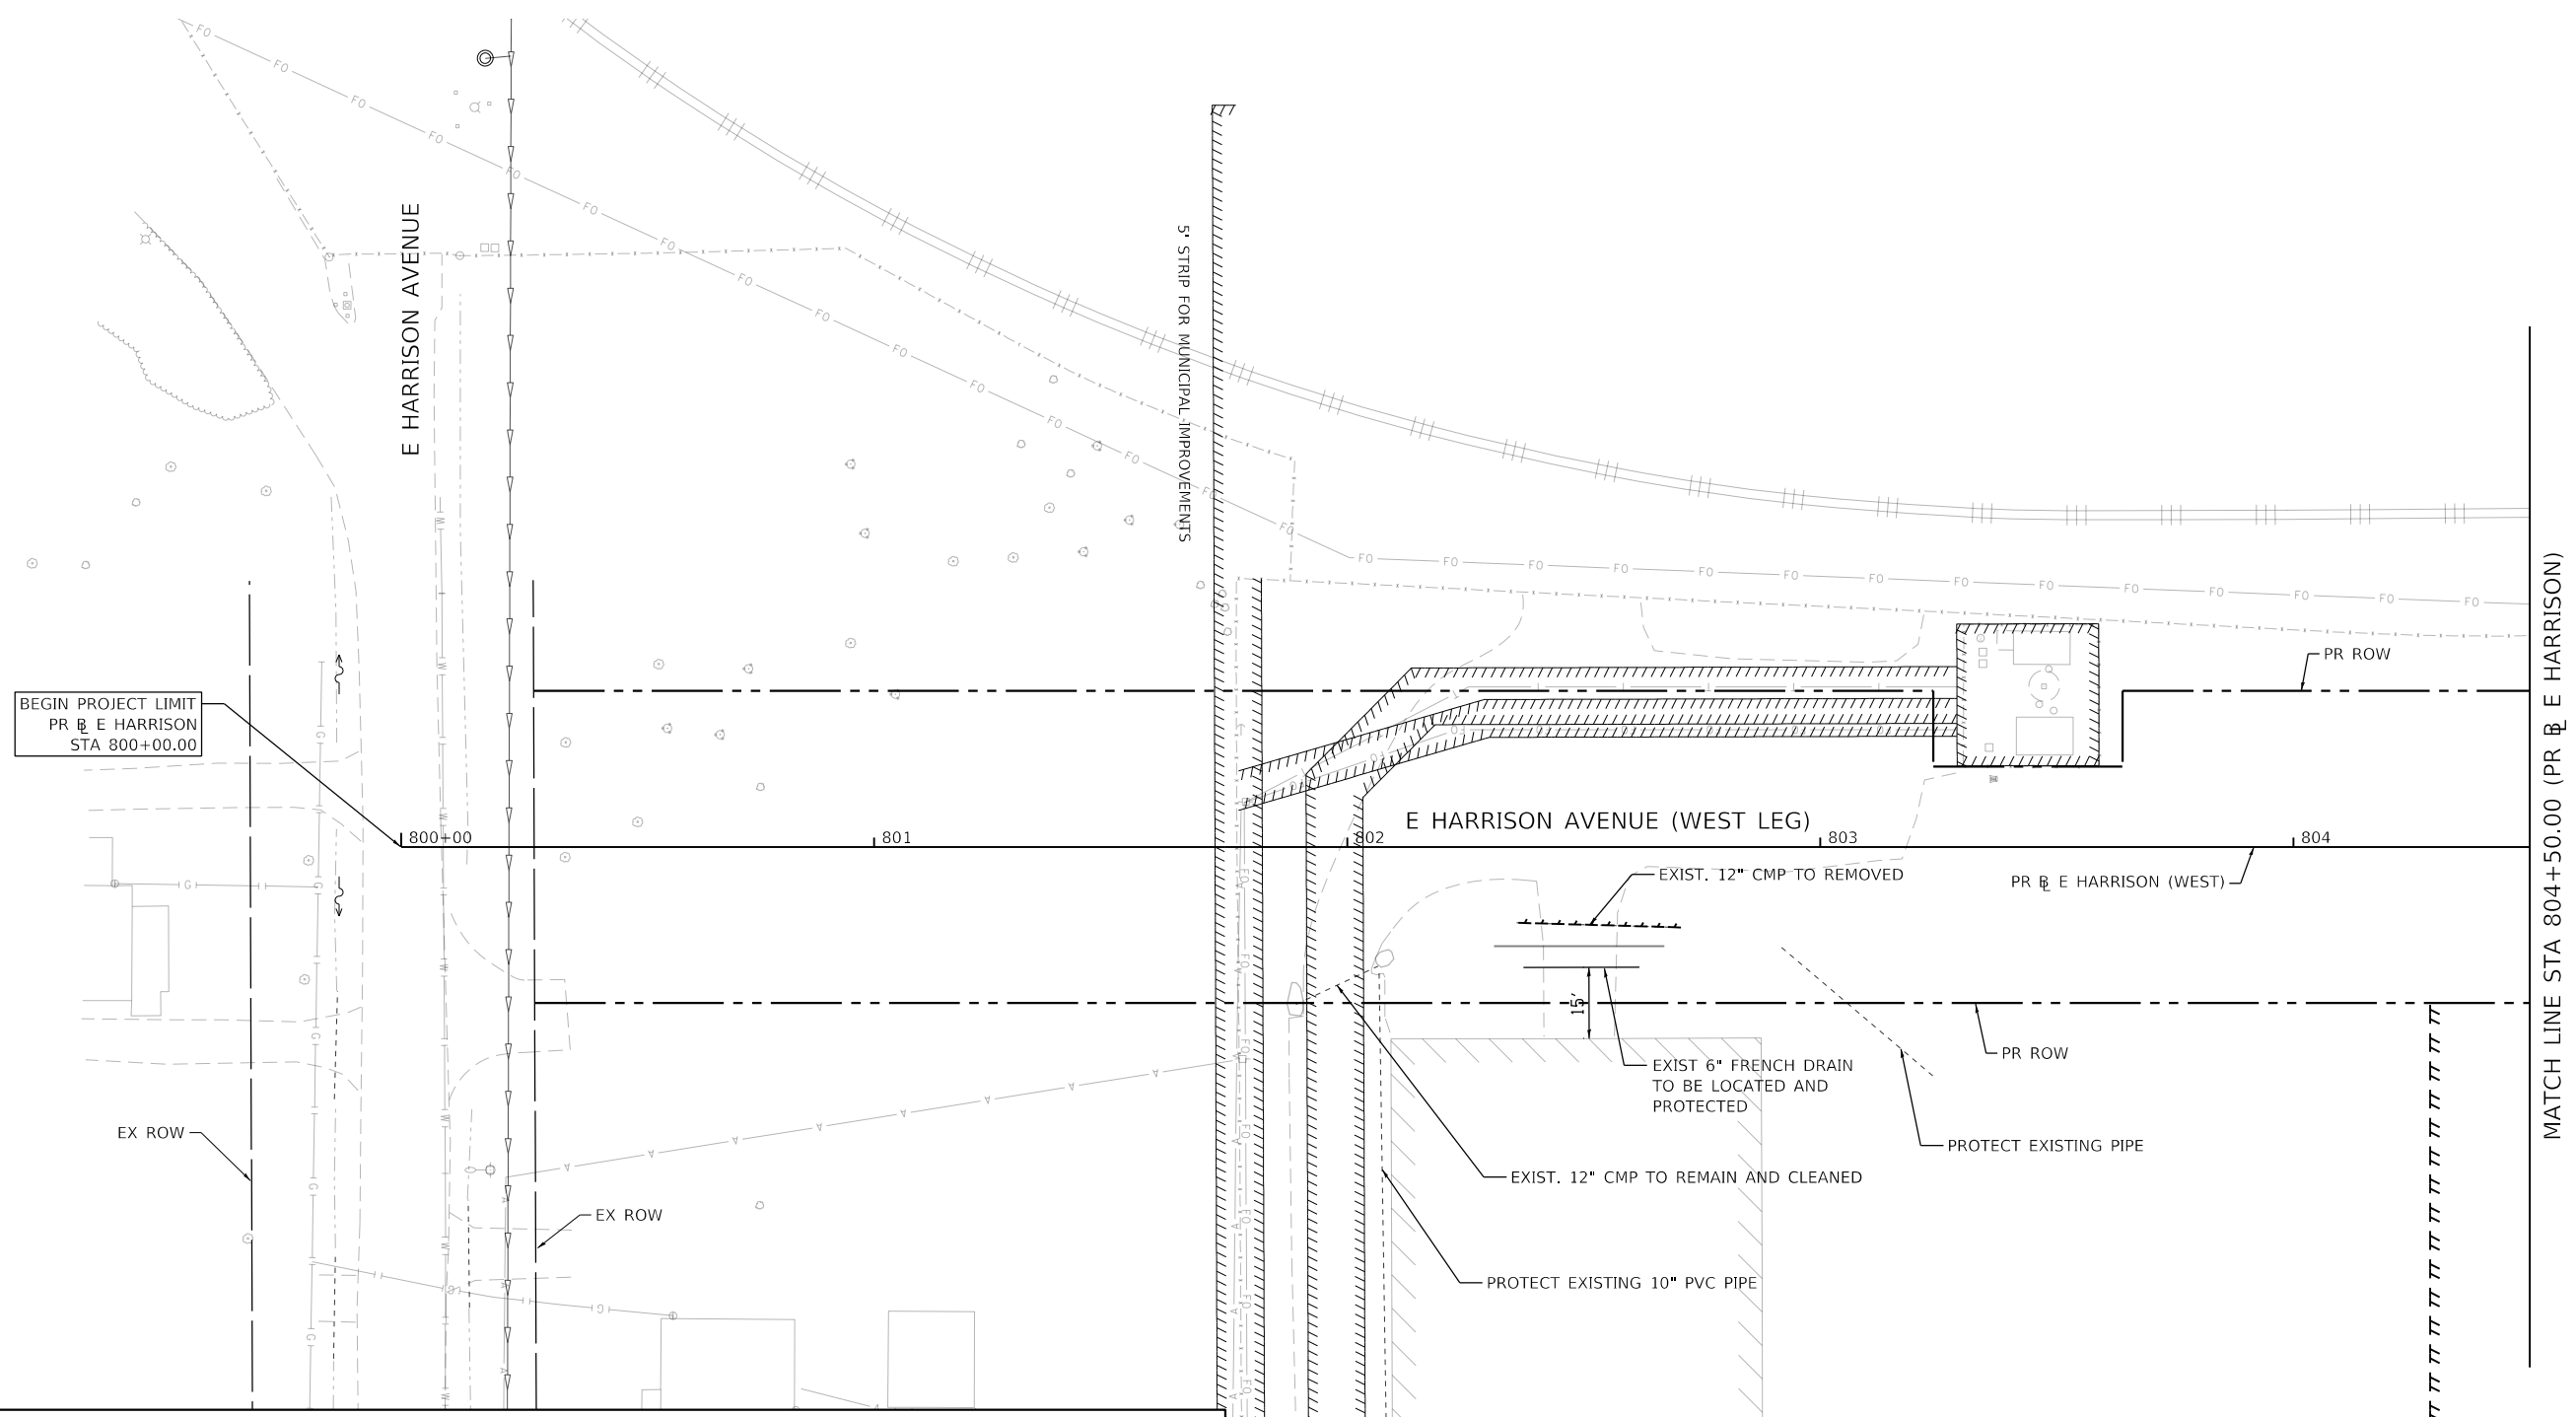 E HARRISON AVENUE
5' STRIP FOR MUNICIPAL IMPROVEMENTS
BEGIN PROJECT LIMIT
PR BL E HARRISON
STA 800+00.00
PR ROW
E HARRISON AVENUE (WEST LEG)
800+00
801
802
803
804
EXIST. 12" CMP TO REMOVED
PR BL E HARRISON (WEST)
15'
PR ROW
EXIST 6" FRENCH DRAIN
TO BE LOCATED AND
PROTECTED
EX ROW
PROTECT EXISTING PIPE
EXIST. 12" CMP TO REMAIN AND CLEANED
EX ROW
PROTECT EXISTING 10" PVC PIPE
MATCH LINE STA 804+50.00 (PR BL E HARRISON)